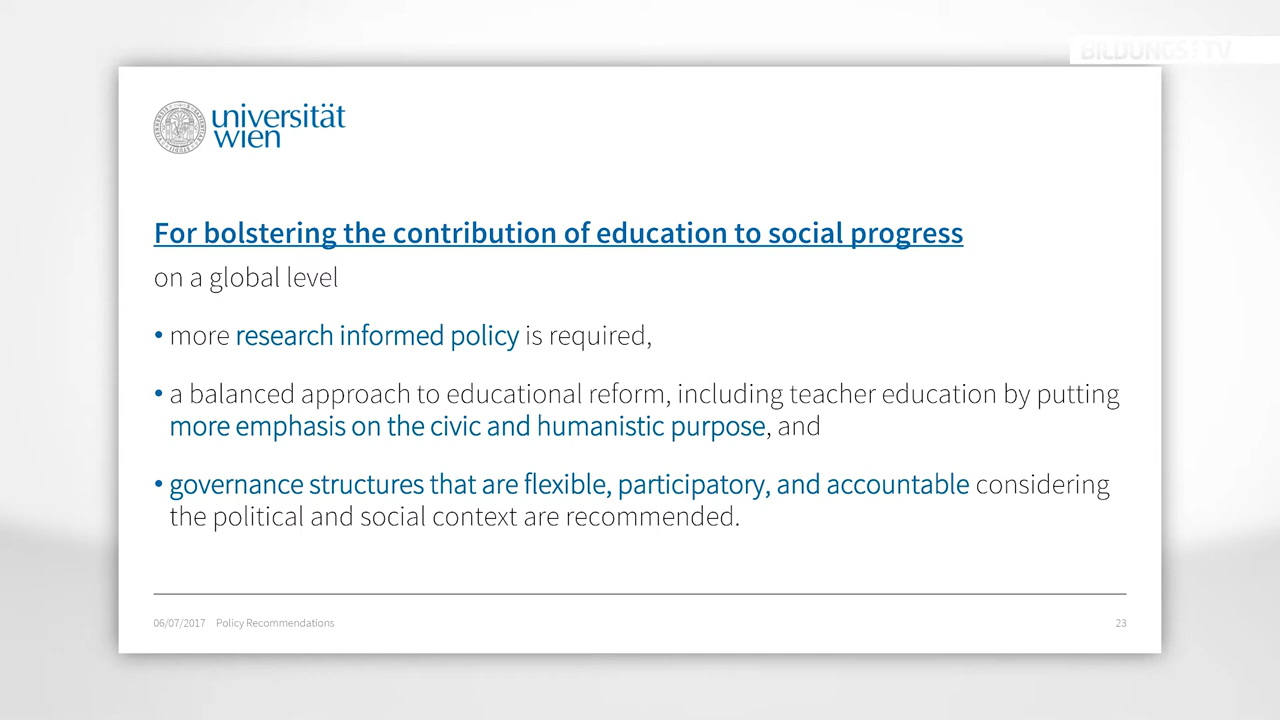 BILDUNGS TV
universität
wien
For bolstering the contribution of education to social progress
on a global level
• more research informed policy is required,
• a balanced approach to educational reform, including teacher education by putting
more emphasis on the civic and humanistic purpose, and
• governance structures that are flexible, participatory, and accountable considering
the political and social context are recommended.
06/07/2017 Policy Recommendations 23